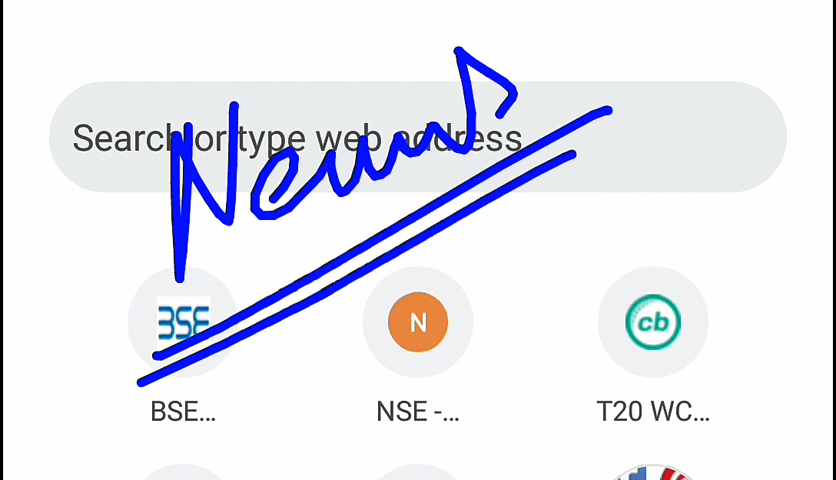 News
Search or type web address
BSE
N
cb
BSE...
NSE -...
T20 WC...